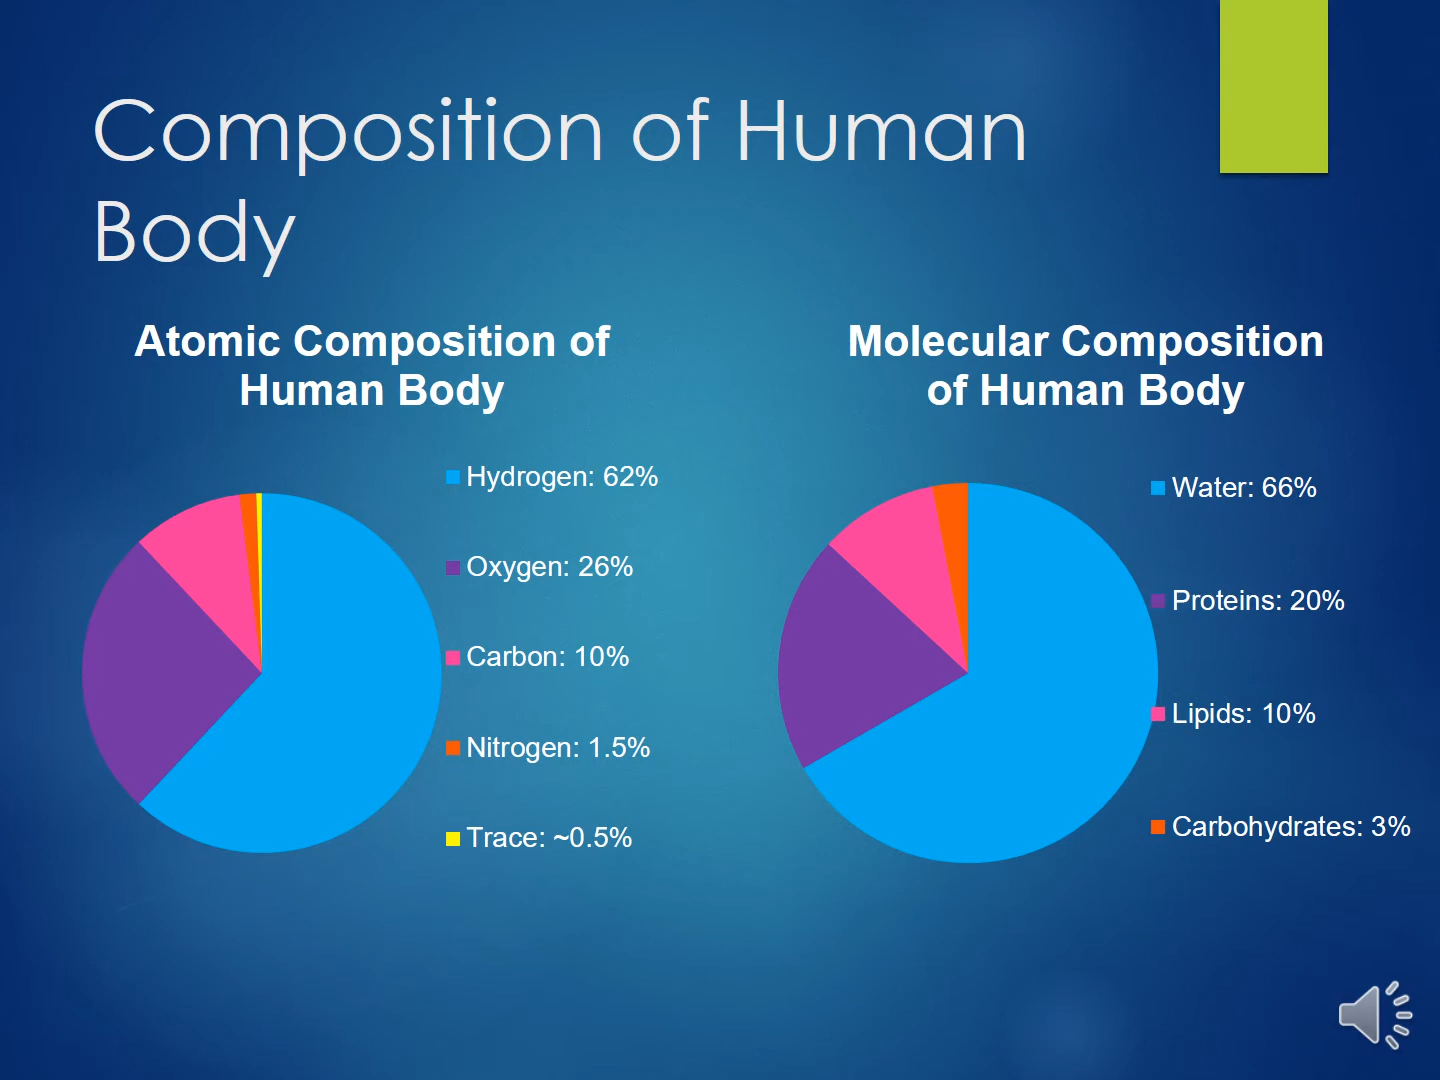 Composition of Human
Body
Atomic Composition of
Human Body
Hydrogen: 62%
Oxygen: 26%
Carbon: 10%
Nitrogen: 1.5%
Trace: ~0.5%
Molecular Composition
of Human Body
Water: 66%
Proteins: 20%
Lipids: 10%
Carbohydrates: 3%